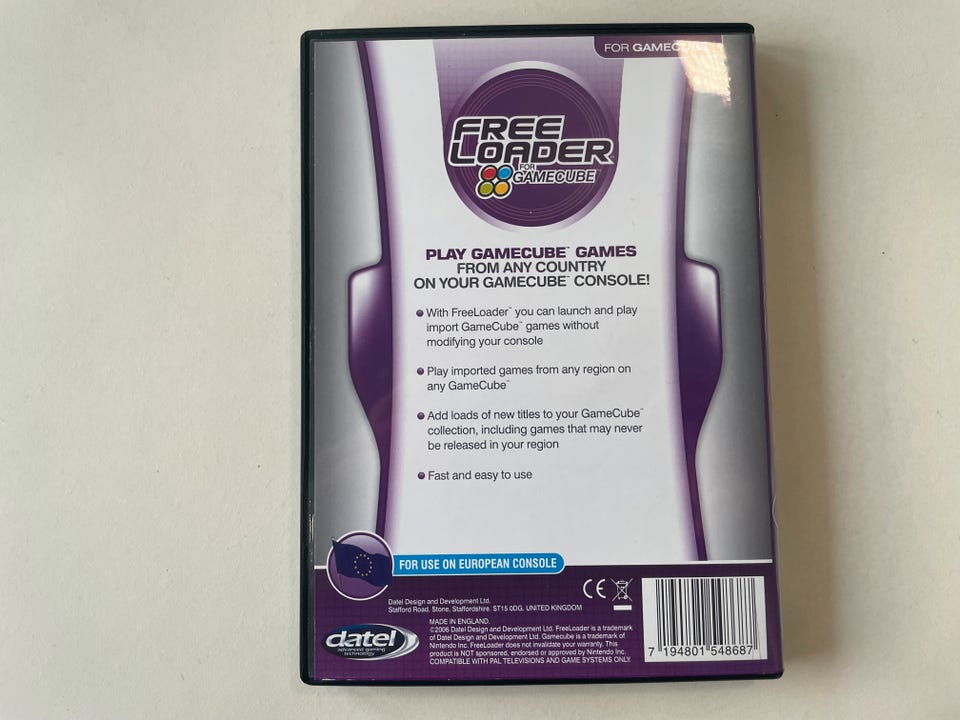 FOR GAMECUBE
FREE
LOADER™
FOR
GAMECUBE
PLAY GAMECUBE™ GAMES
FROM ANY COUNTRY
ON YOUR GAMECUBE™ CONSOLE!
With FreeLoader™ you can launch and play
import GameCube™ games without
modifying your console
Play imported games from any region on
any GameCube™
Add loads of new titles to your GameCube™
collection, including games that may never
be released in your region
Fast and easy to use
FOR USE ON EUROPEAN CONSOLE
Datel Design and Development Ltd.
Stafford Road, Stone, Staffordshire. ST15 0DG. UNITED KINGDOM
MADE IN ENGLAND.
©2006 Datel Design and Development Ltd. FreeLoader is a trademark
of Datel Design and Development Ltd. Gamecube is a trademark of
Nintendo Inc. FreeLoader does not invalidate your warranty. This
product is NOT sponsored, endorsed or approved by Nintendo Inc.
COMPATIBLE WITH PAL TELEVISIONS AND GAME SYSTEMS ONLY.
datel
advanced gaming
technology
CE
7 194801 548687